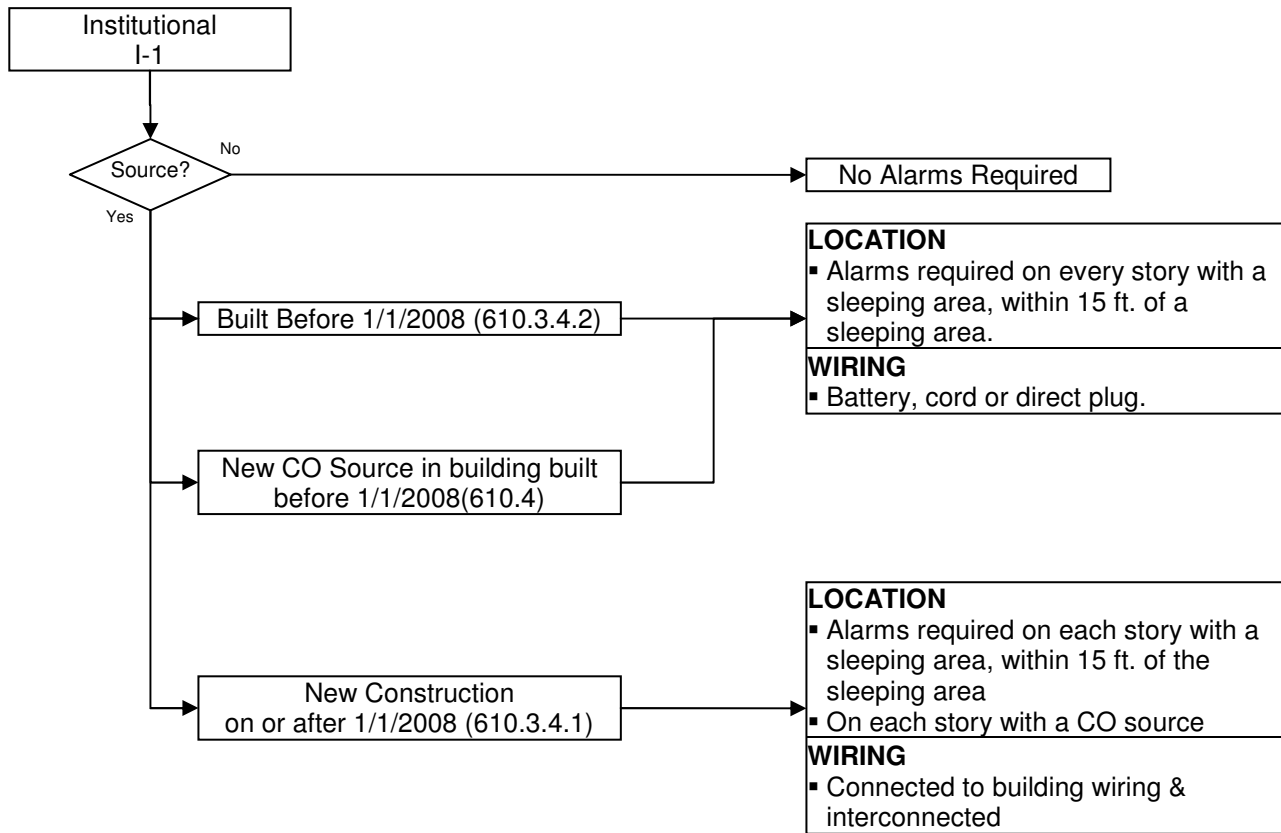 Institutional
I-1
Source?
No
Yes
No Alarms Required
LOCATION
▪ Alarms required on every story with a
sleeping area, within 15 ft. of a
sleeping area.
WIRING
▪ Battery, cord or direct plug.
Built Before 1/1/2008 (610.3.4.2)
New CO Source in building built
before 1/1/2008(610.4)
New Construction
on or after 1/1/2008 (610.3.4.1)
LOCATION
▪ Alarms required on each story with a
sleeping area, within 15 ft. of the
sleeping area
▪ On each story with a CO source
WIRING
▪ Connected to building wiring &
interconnected